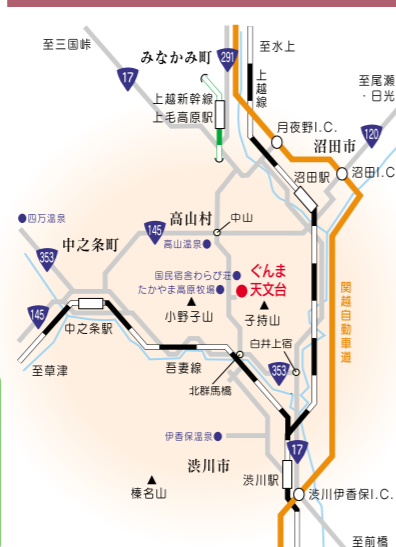 至三国峠
みなかみ町
291
至水上
17
上越線
至尾瀬
・日光
上越新幹線
上毛高原駅
月夜野I.C.
120
沼田市
沼田駅
沼田I.C.
四万温泉
高山村
145
中山
353
中之条町
高山温泉
国民宿舎わらび荘
ぐんま
天文台
たかやま高原牧場
関越自動車道
145
小野子山
子持山
中之条駅
白井上宿
至草津
吾妻線
353
北群馬橋
伊香保温泉
17
渋川市
渋川駅
榛名山
渋川伊香保I.C.
至前橋